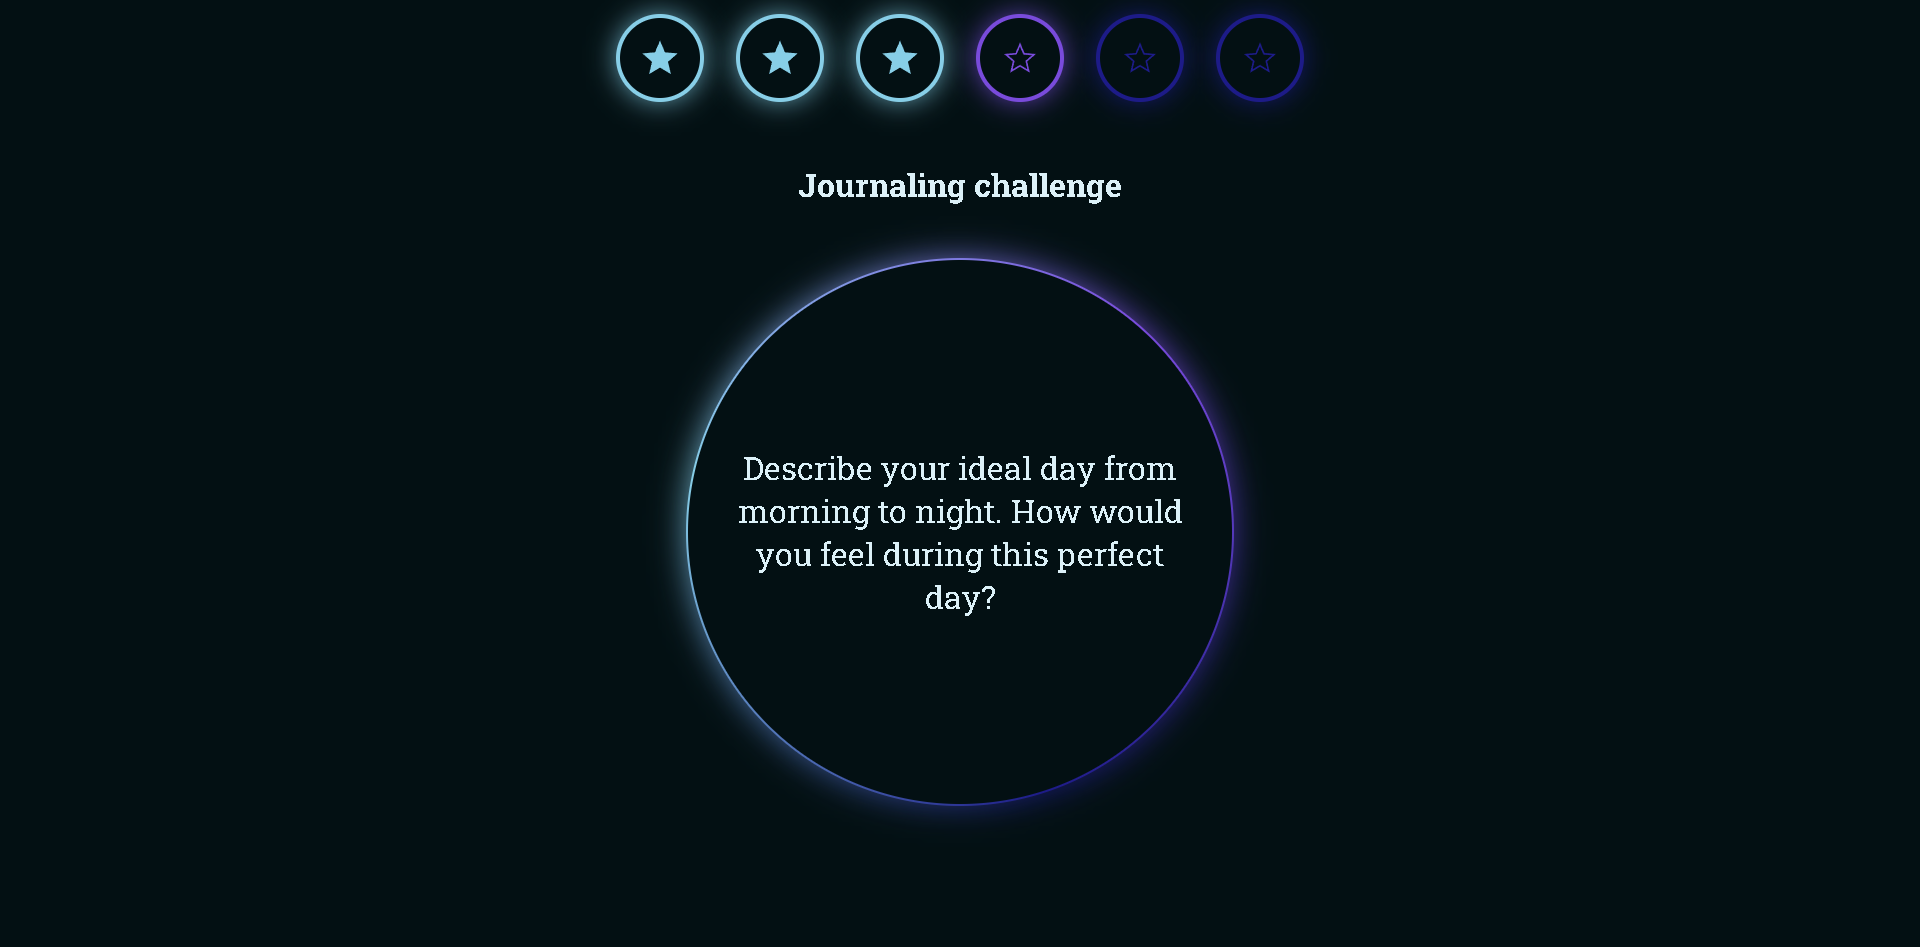 Journaling challenge
Describe your ideal day from
morning to night. How would
you feel during this perfect
day?